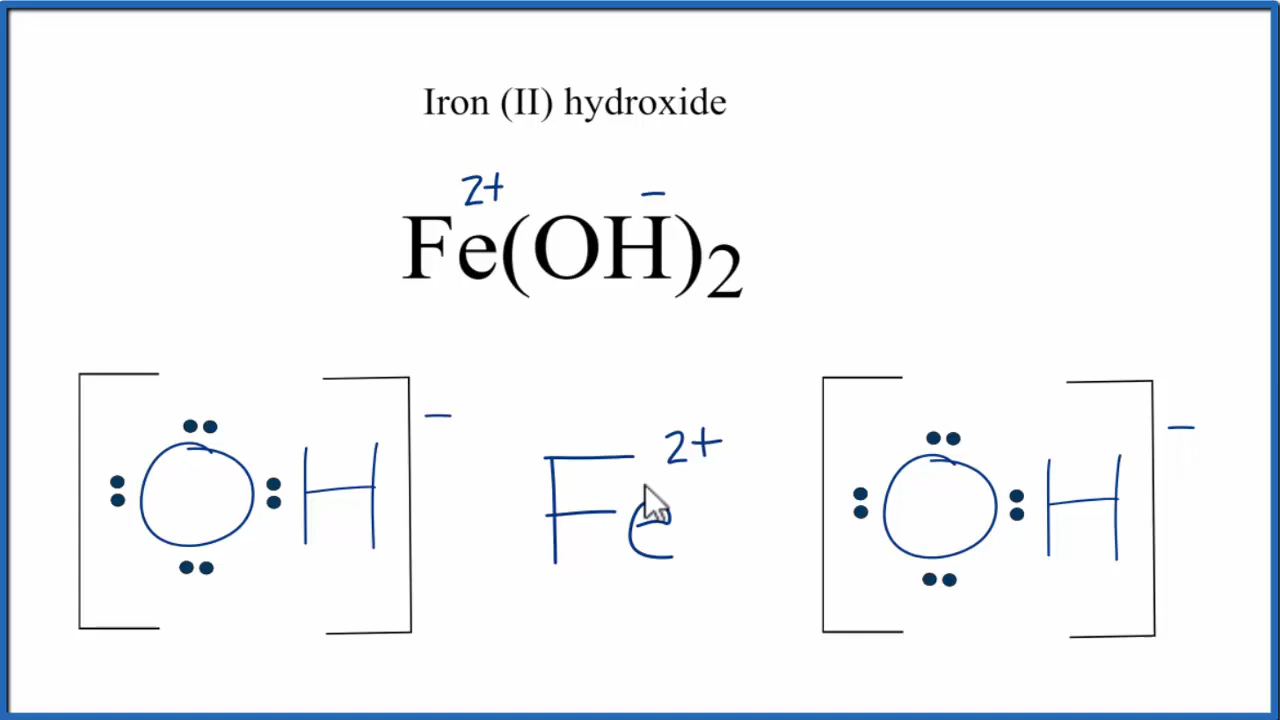 Iron (II) hydroxide
2+ −
Fe(OH)2
− 2+ −
O H Fe O H